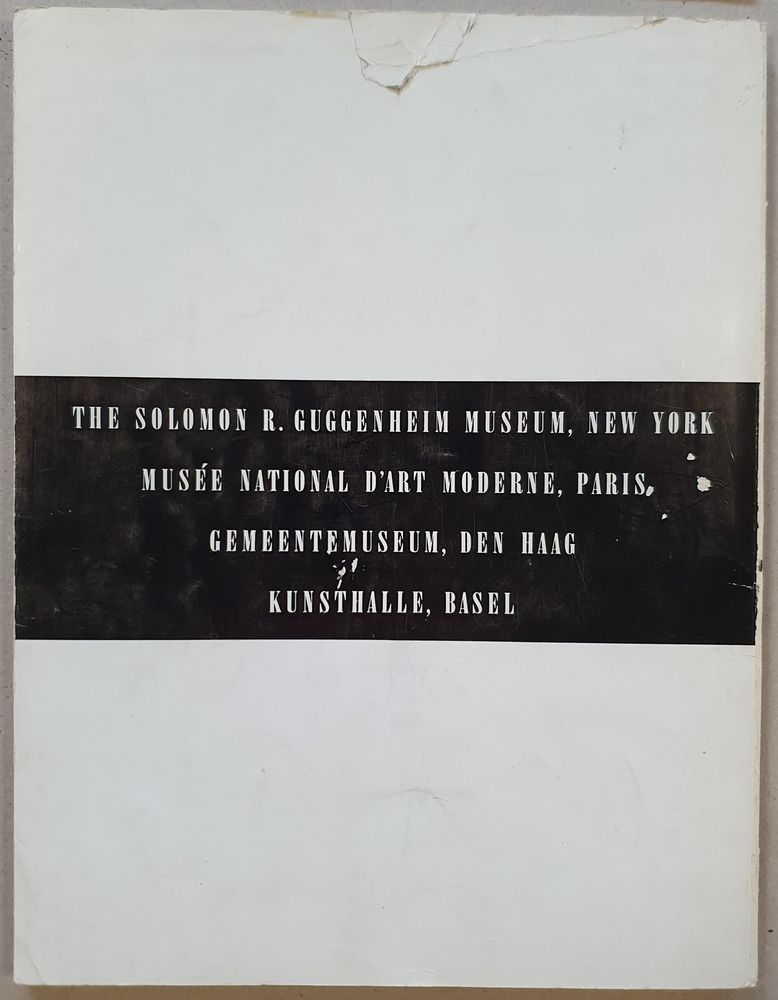 THE SOLOMON R. GUGGENHEIM MUSEUM, NEW YORK
MUSÉE NATIONAL D'ART MODERNE, PARIS
GEMEENTEMUSEUM, DEN HAAG
KUNSTHALLE, BASEL